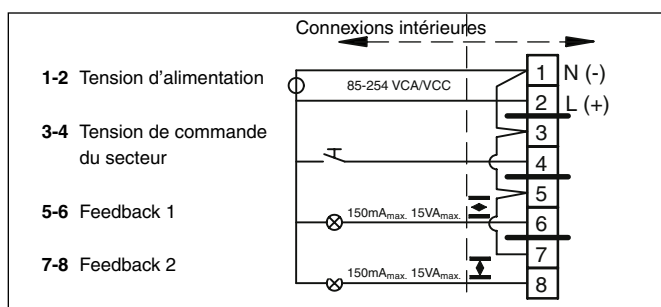 Connexions intérieures
1-2 Tension d'alimentation
85-254 VCA/VCC
1 N (-)
2 L (+)
3-4 Tension de commande
du secteur
3
4
5-6 Feedback 1
5
150mAmax. 15VAmax.
6
7-8 Feedback 2
7
150mAmax. 15VAmax.
8